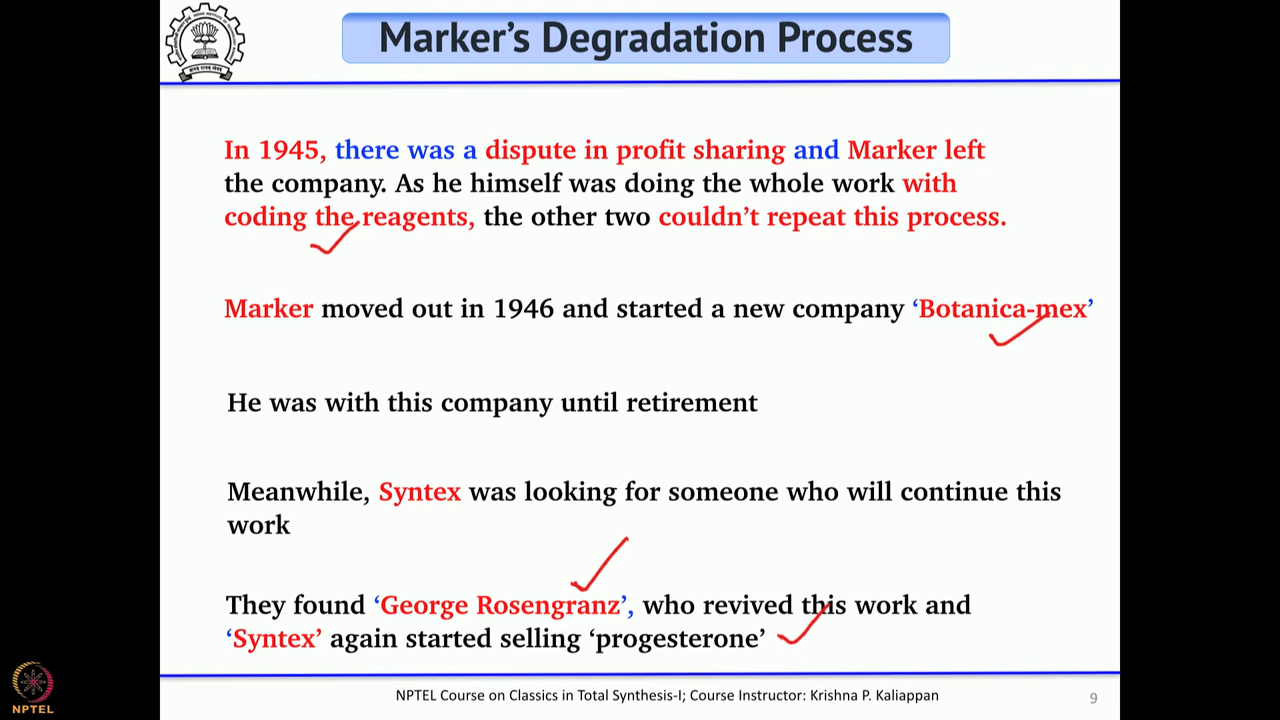 Marker’s Degradation Process
In 1945, there was a dispute in profit sharing and Marker left
the company. As he himself was doing the whole work with
coding the reagents, the other two couldn’t repeat this process.
Marker moved out in 1946 and started a new company ‘Botanica-mex’
He was with this company until retirement
Meanwhile, Syntex was looking for someone who will continue this
work
They found ‘George Rosengranz’, who revived this work and
‘Syntex’ again started selling ‘progesterone’
NPTEL Course on Classics in Total Synthesis-I; Course Instructor: Krishna P. Kaliappan
9
NPTEL